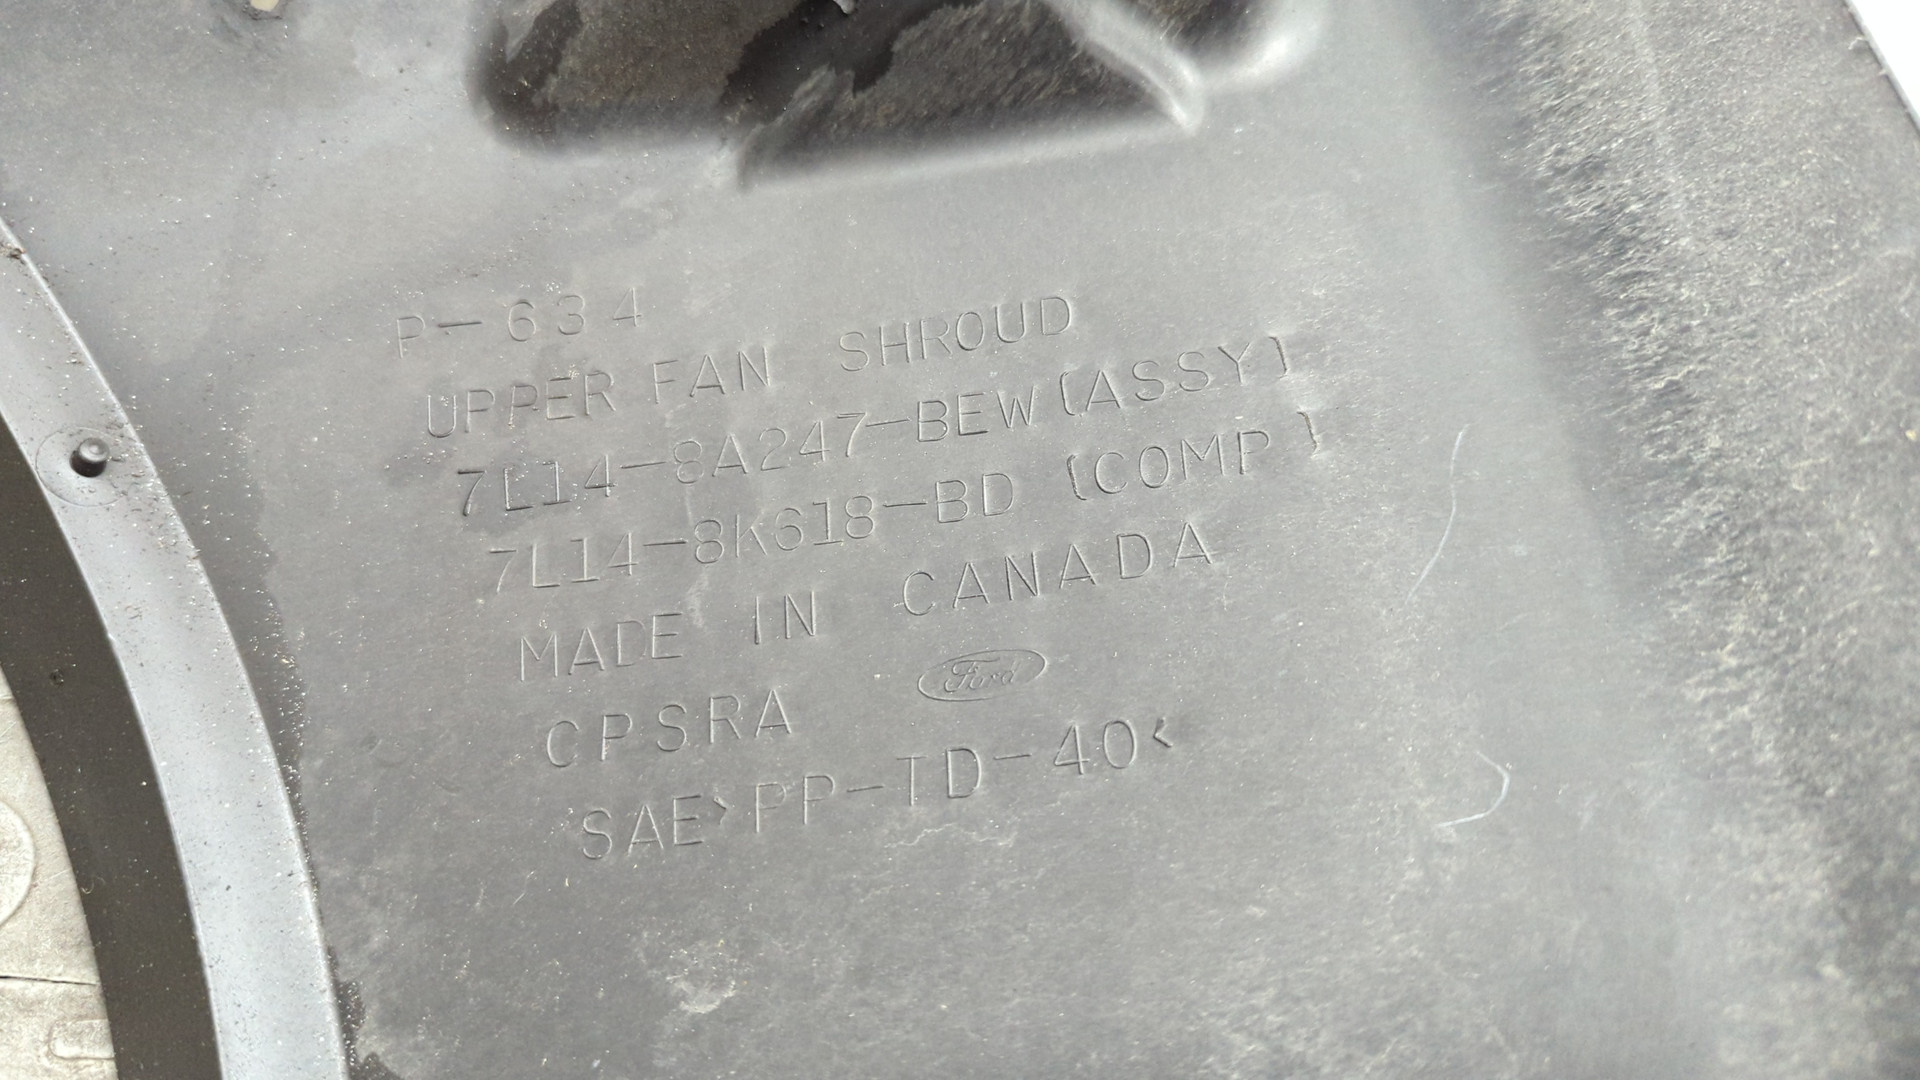 P-634
UPPER FAN SHROUD
7L14-8A247-BEW (ASSY)
7L14-8K618-BD (COMP)
MADE IN CANADA
CPSRA Ford
SAE>PP-TD-40<